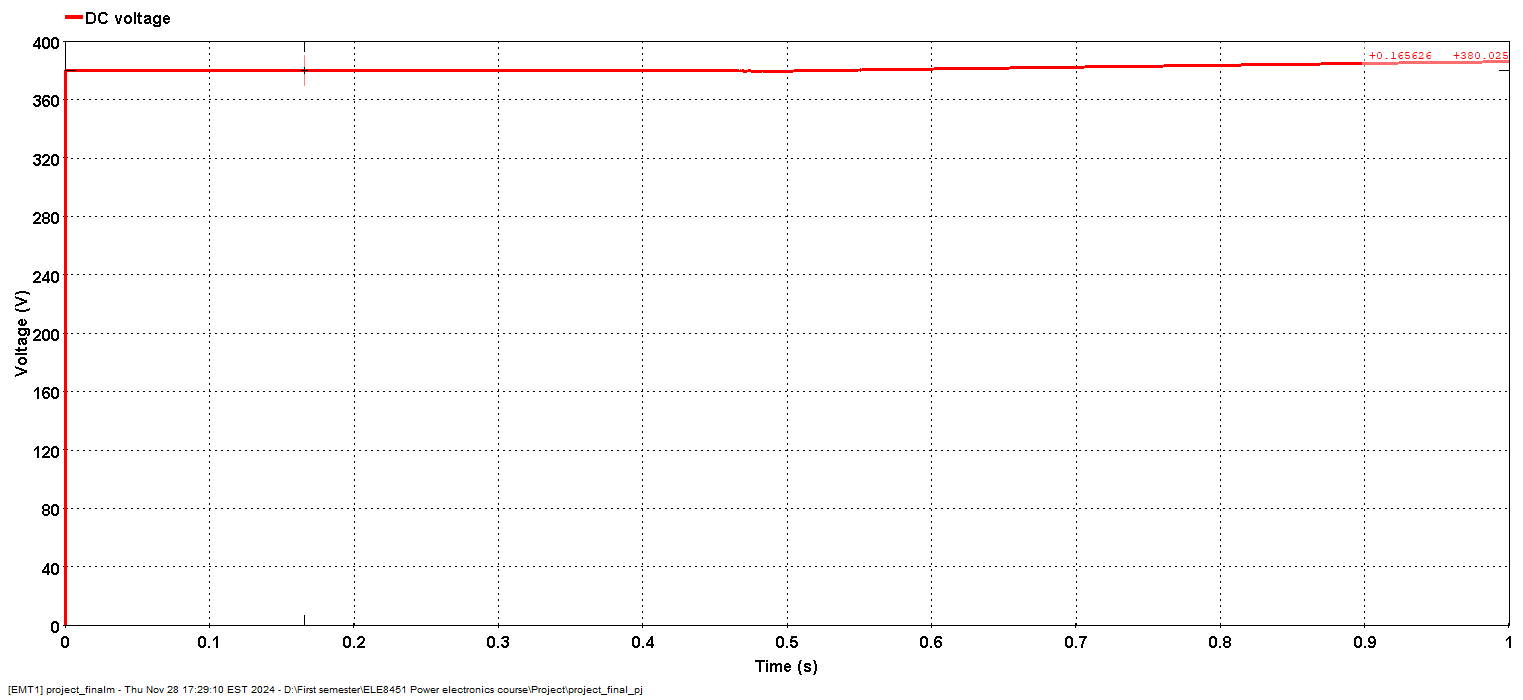 DC voltage
400
+0.165626 +380.025
360
320
280
240
200
160
120
80
40
0
Voltage (V)
0 0.1 0.2 0.3 0.4 0.5 0.6 0.7 0.8 0.9 1
Time (s)
[EMT1] project_finalm - Thu Nov 28 17:29:10 EST 2024 - D:\First semester\ELE8451 Power electronics course\Project\project_final_pj